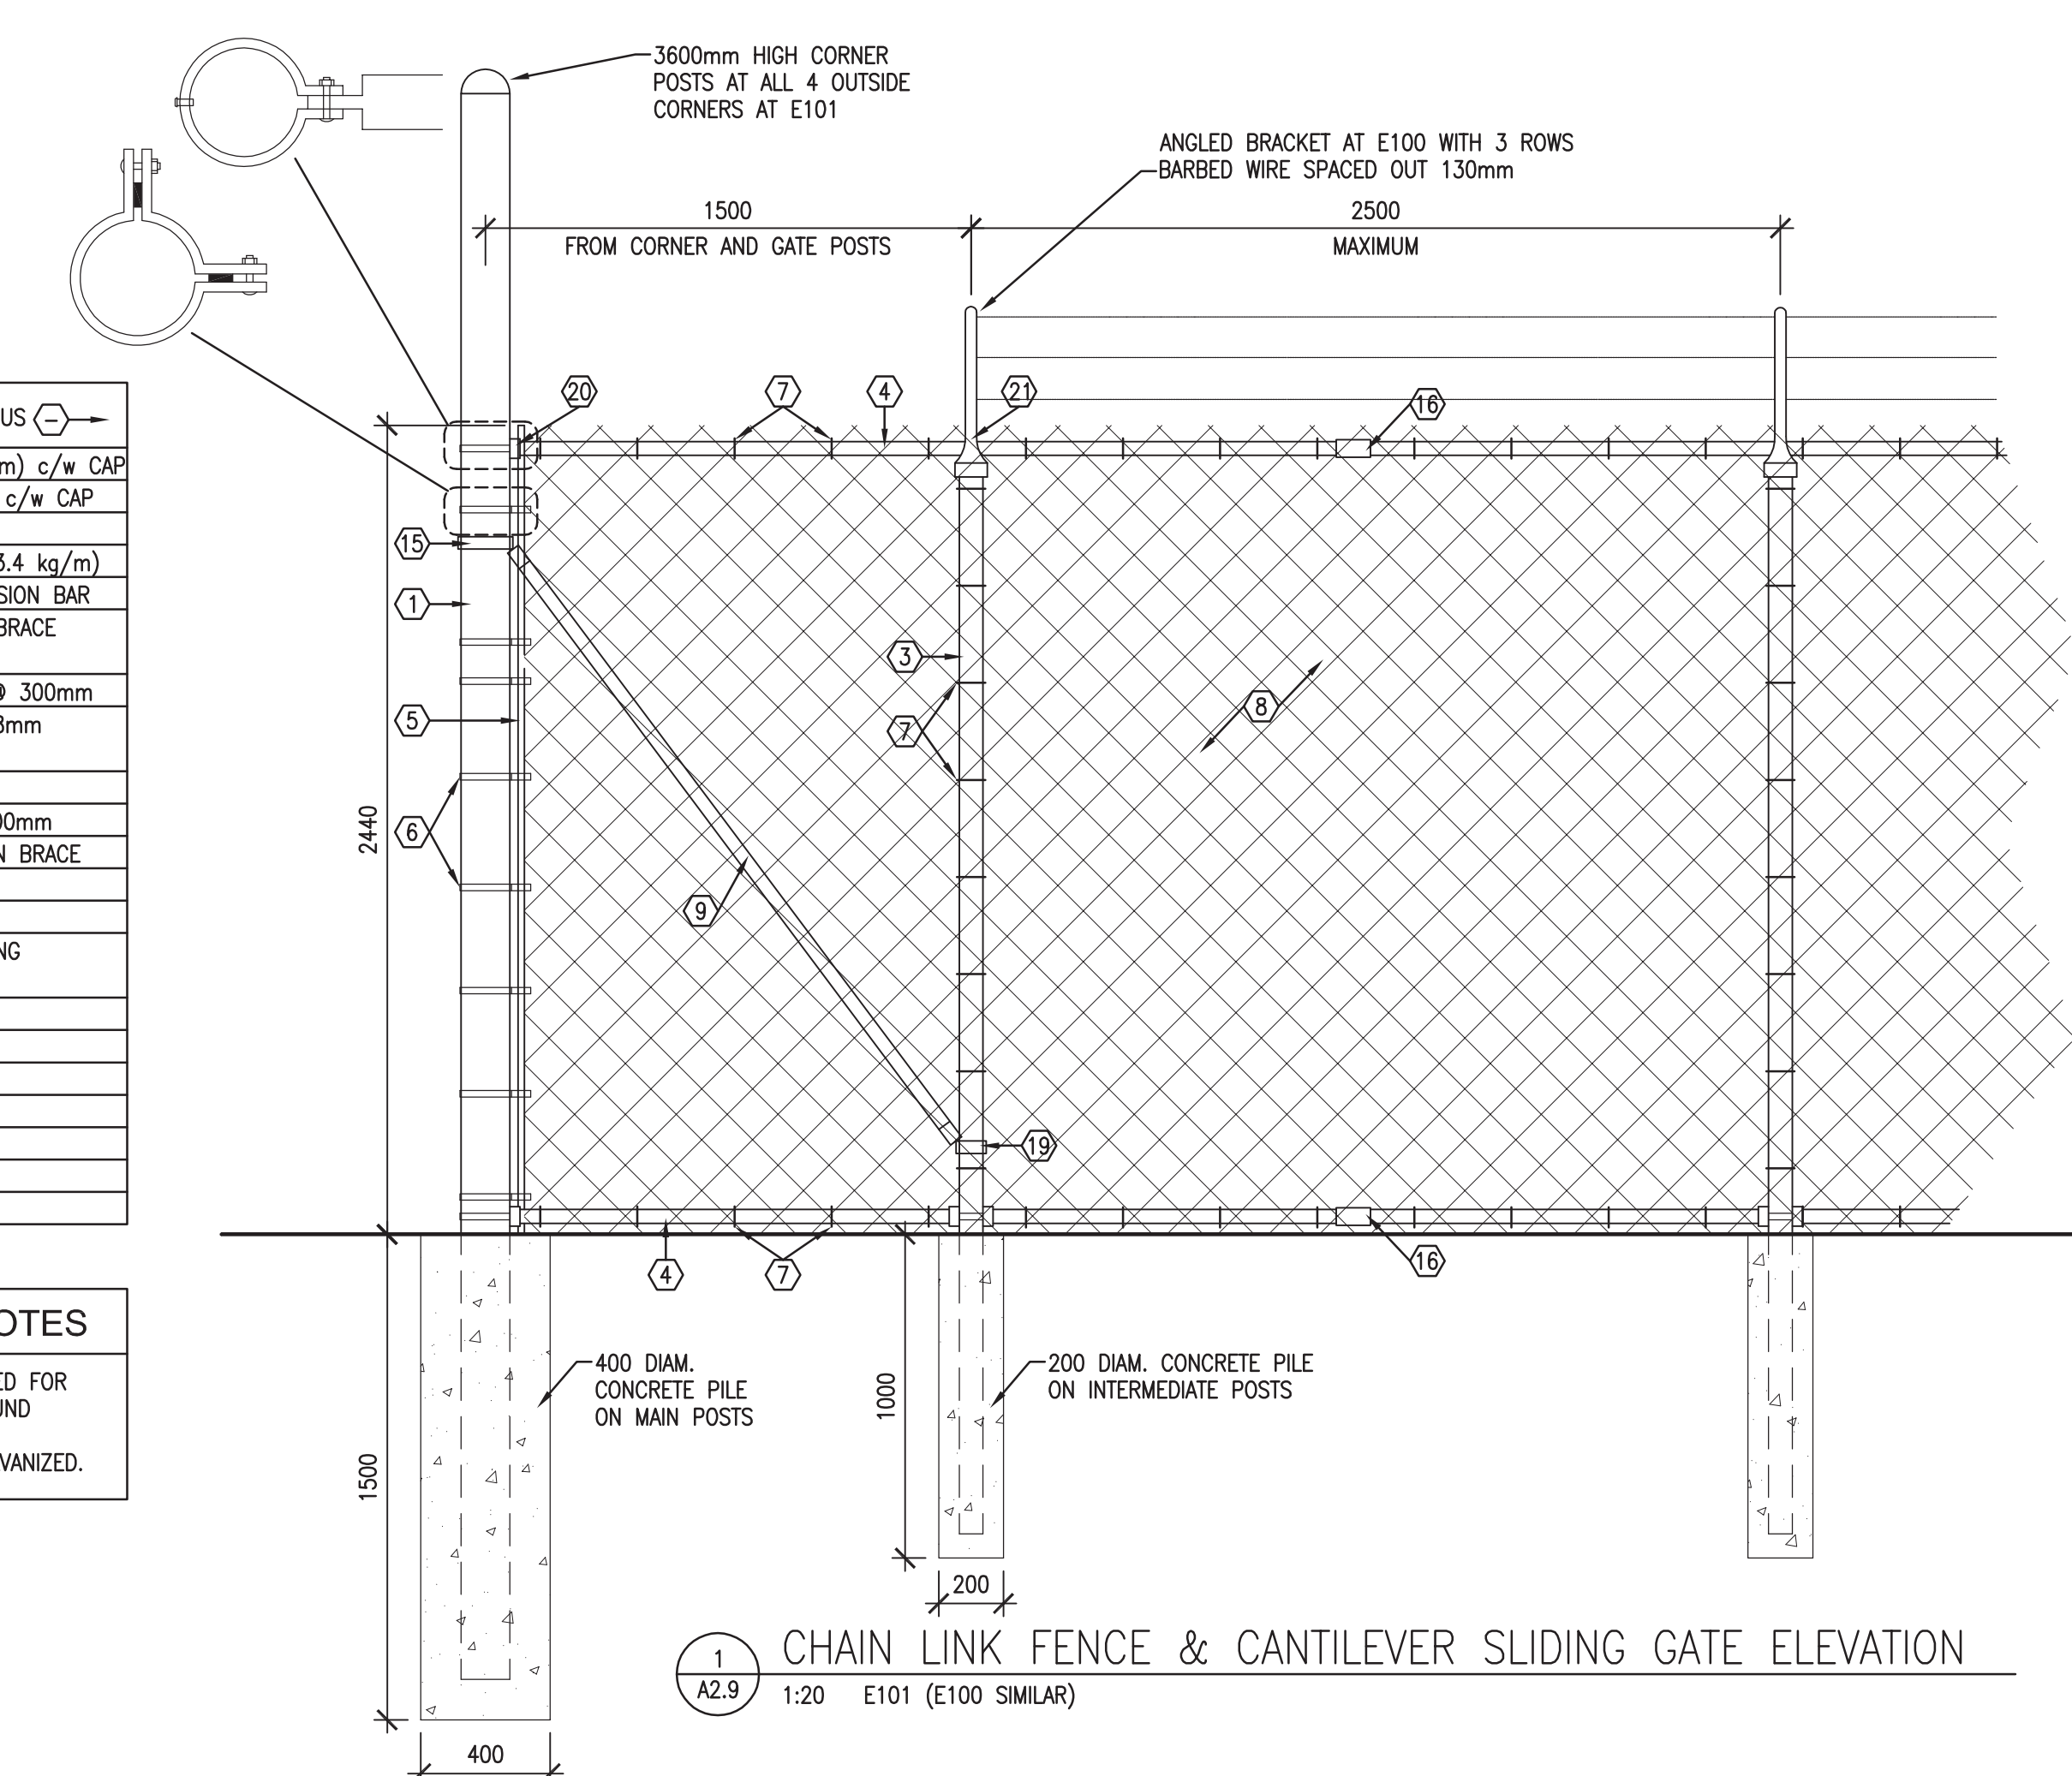 3600mm HIGH CORNER
POSTS AT ALL 4 OUTSIDE
CORNERS AT E101
ANGLED BRACKET AT E100 WITH 3 ROWS
BARBED WIRE SPACED OUT 130mm
1500
FROM CORNER AND GATE POSTS
2500
MAXIMUM
20
7
4
21
16
15
1
3
5
7
8
2440
6
9
19
4
7
16
US -
m) c/w CAP
c/w CAP
3.4 kg/m)
SION BAR
BRACE
@ 300mm
3mm
00mm
N BRACE
NG
OTES
ED FOR
UND
VANIZED.
400 DIAM.
CONCRETE PILE
ON MAIN POSTS
1000
200 DIAM. CONCRETE PILE
ON INTERMEDIATE POSTS
1500
200
400
1
A2.9
CHAIN LINK FENCE & CANTILEVER SLIDING GATE ELEVATION
1:20 E101 (E100 SIMILAR)